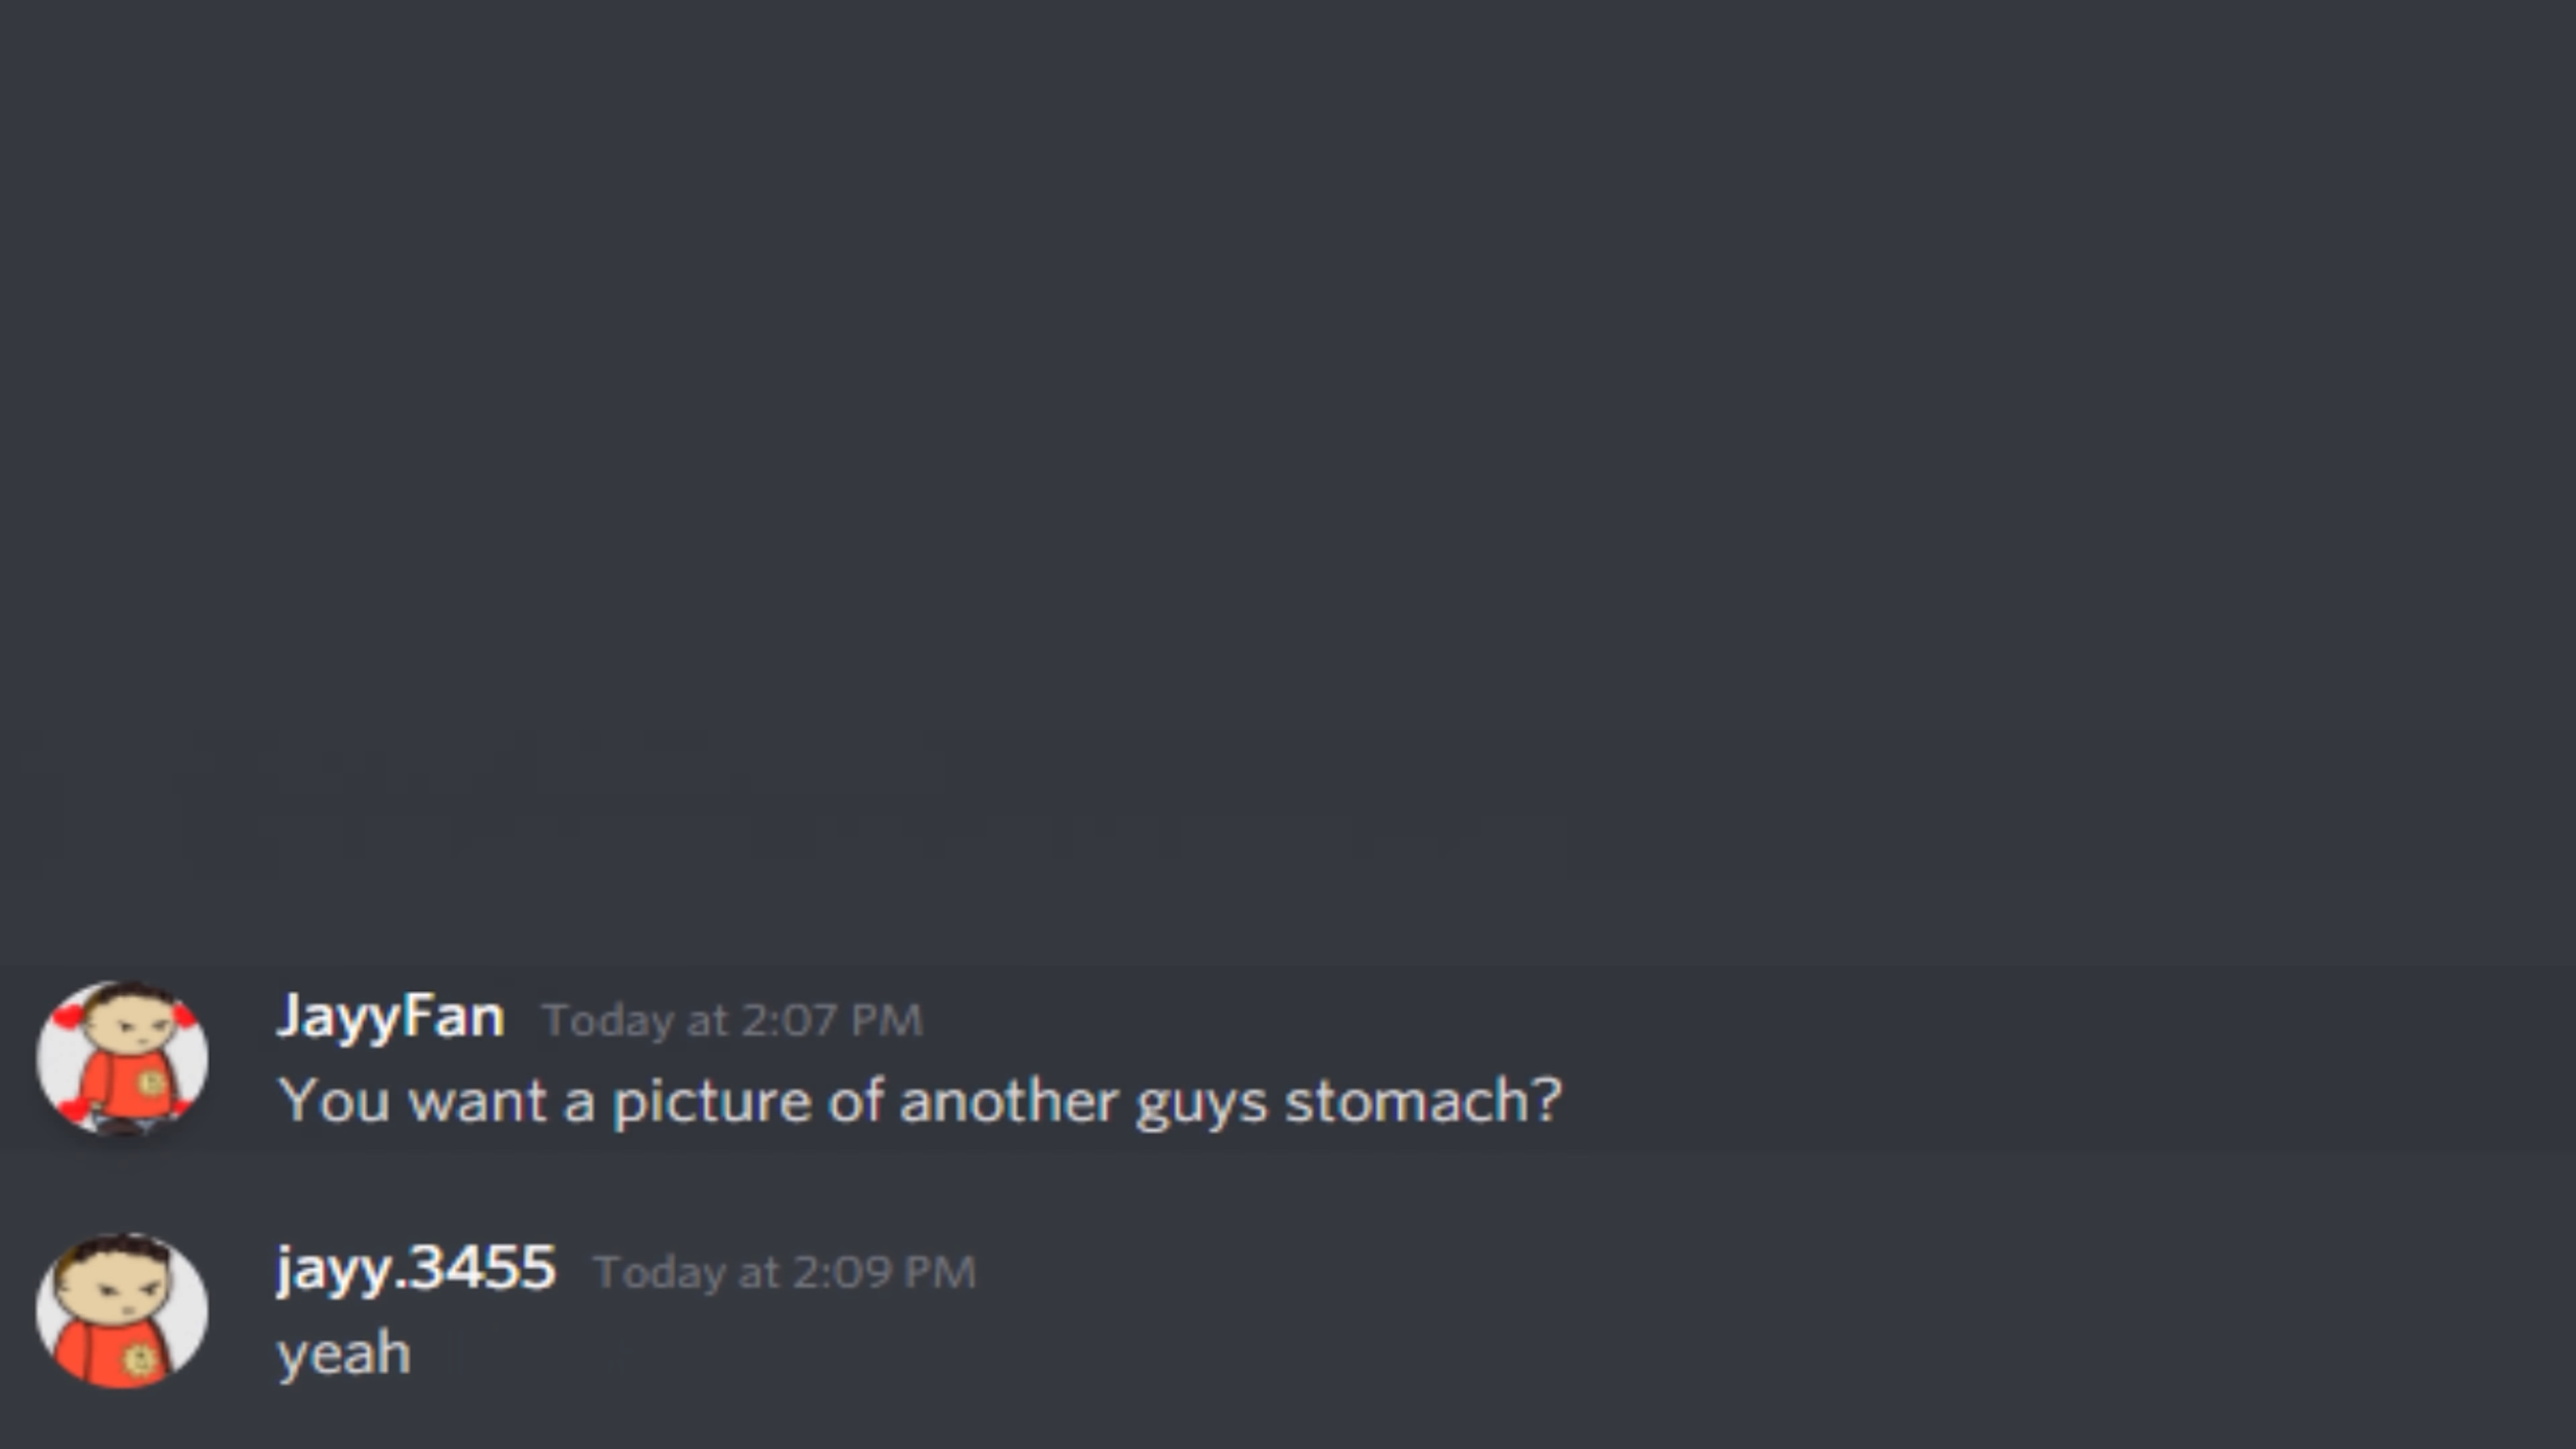 JayyFan Today at 2:07 PM
You want a picture of another guys stomach?
jayy.3455 Today at 2:09 PM
yeah